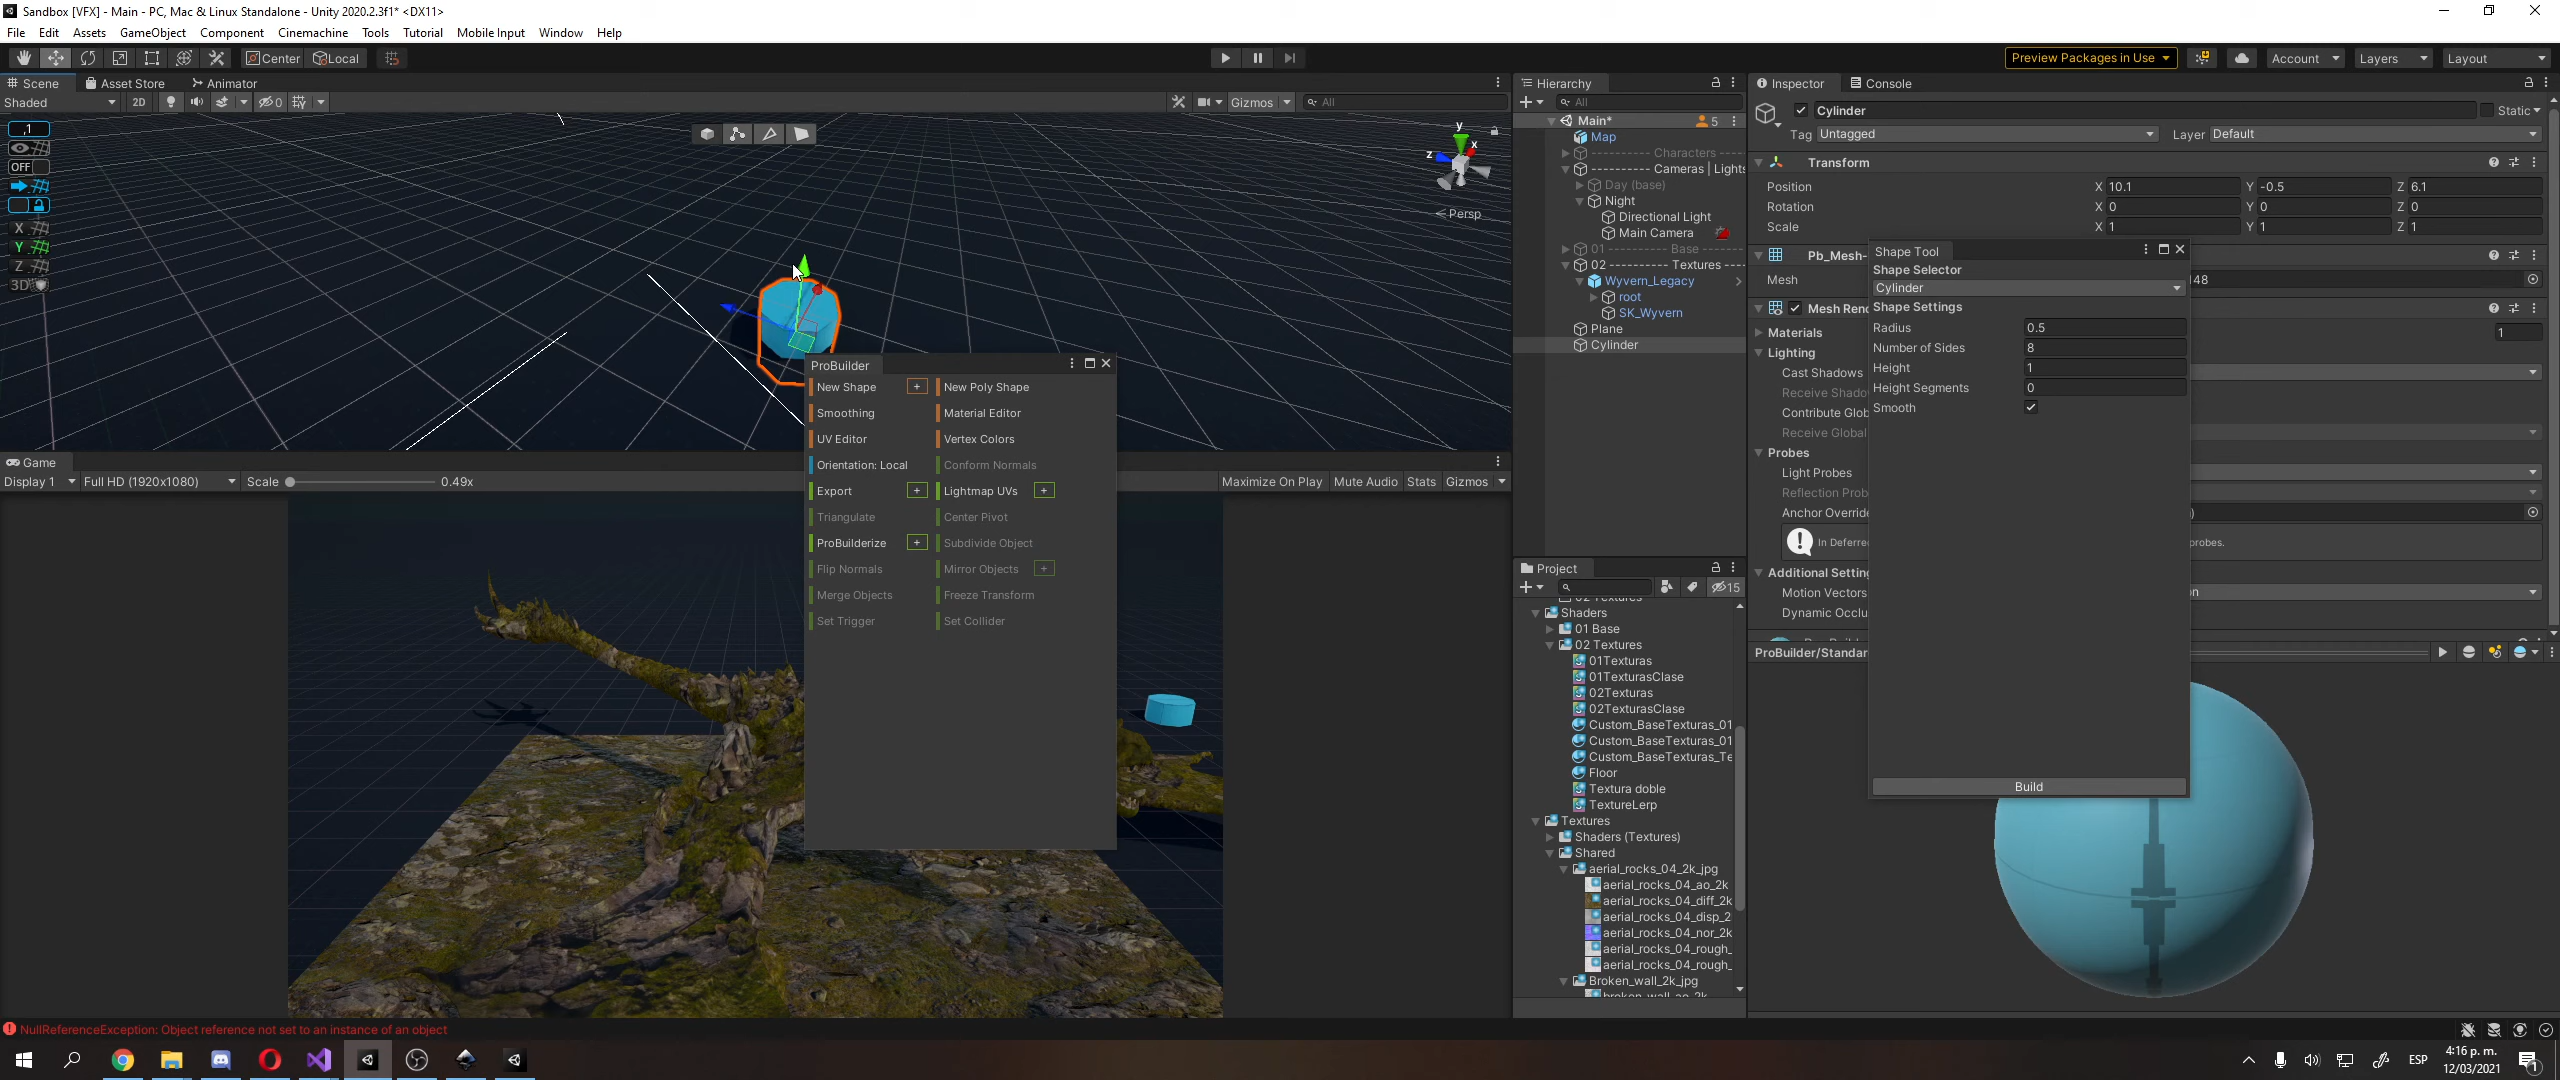 Sandbox [VFX] - Main - PC, Mac & Linux Standalone - Unity 2020.2.3f1* <DX11>
File Edit Assets GameObject Component Cinemachine Tools Tutorial Mobile Input Window Help
Center Local Preview Packages in Use Account Layers Layout
Scene Asset Store Animator
Shaded 2D 0 Gizmos All
,1
OFF
X
Y
Z
3D
y
x
z
Persp
Game
Display 1 Full HD (1920x1080) Scale 0.49x Maximize On Play Mute Audio Stats Gizmos
ProBuilder
New Shape + New Poly Shape
Smoothing Material Editor
UV Editor Vertex Colors
Orientation: Local Conform Normals
Export + Lightmap UVs +
Triangulate Center Pivot
ProBuilderize + Subdivide Object
Flip Normals Mirror Objects +
Merge Objects Freeze Transform
Set Trigger Set Collider
Hierarchy
All
Main* 5
Map
---------- Characters ----
---------- Cameras | Lights
Day (base)
Night
Directional Light
Main Camera
01 ---------- Base ------
02 ---------- Textures --
Wyvern_Legacy
root
SK_Wyvern
Plane
Cylinder
Project
15
Shaders
01 Base
02 Textures
01Texturas
01TexturasClase
02Texturas
02TexturasClase
Custom_BaseTexturas_01
Custom_BaseTexturas_01
Custom_BaseTexturas_Te
Floor
Textura doble
TextureLerp
Textures
Shaders (Textures)
Shared
aerial_rocks_04_2k_jpg
aerial_rocks_04_ao_2k
aerial_rocks_04_diff_2k
aerial_rocks_04_disp_2
aerial_rocks_04_nor_2k
aerial_rocks_04_rough_
aerial_rocks_04_rough_
Broken_wall_2k_jpg
Inspector Console
Cylinder Static
Tag Untagged Layer Default
Transform
Position X 10.1 Y -0.5 Z 6.1
Rotation X 0 Y 0 Z 0
Scale X 1 Y 1 Z 1
Pb_Mesh-
Mesh 48
Mesh Ren
Materials 1
Lighting
Cast Shadows
Receive Shado
Contribute Glob
Receive Global
Probes
Light Probes
Reflection Prob
Anchor Override
In Deferre probes.
Additional Setting
Motion Vectors
Dynamic Occlu
ProBuilder/Standar
Shape Tool
Shape Selector
Cylinder
Shape Settings
Radius 0.5
Number of Sides 8
Height 1
Height Segments 0
Smooth
Build
NullReferenceException: Object reference not set to an instance of an object
ESP 4:16 p. m.
12/03/2021
1